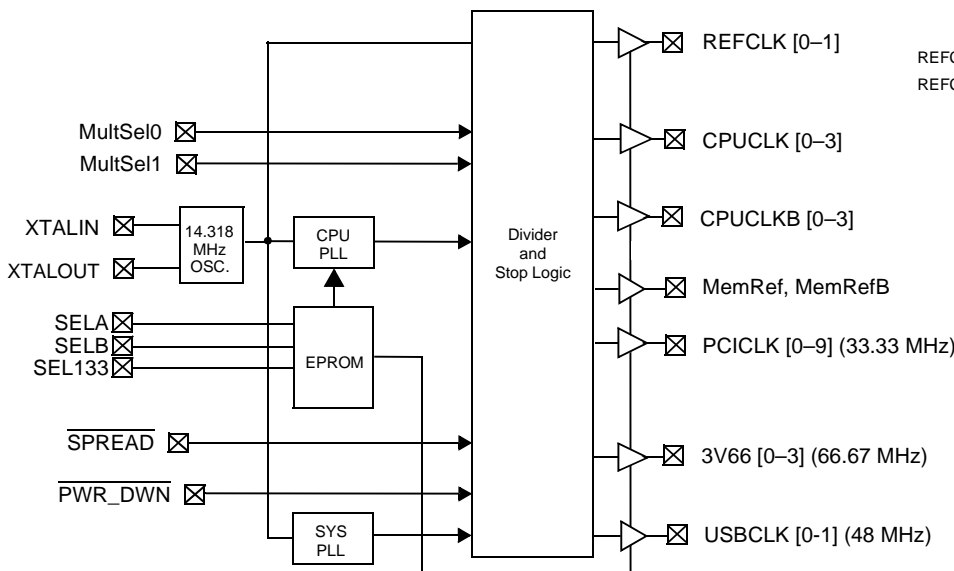 REFCLK [0–1]
REFC
REFC
MultSel0
CPUCLK [0–3]
MultSel1
XTALIN
14.318
MHz
OSC.
CPU
PLL
CPUCLKB [0–3]
Divider
and
Stop Logic
XTALOUT
MemRef, MemRefB
SELA
SELB
SEL133
EPROM
PCICLK [0–9] (33.33 MHz)
SPREAD
3V66 [0–3] (66.67 MHz)
PWR_DWN
SYS
PLL
USBCLK [0-1] (48 MHz)